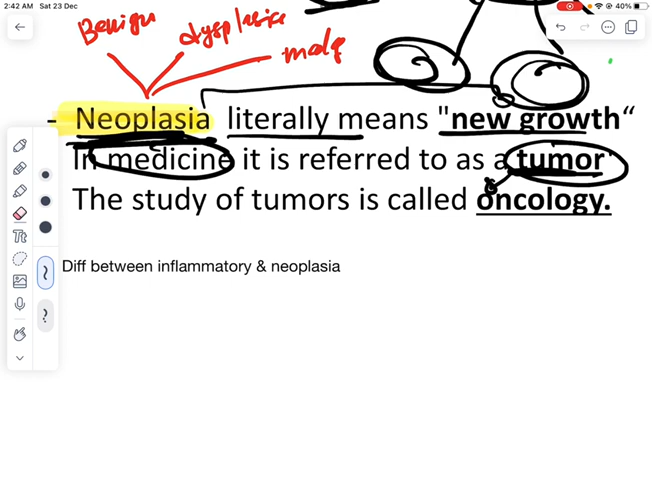 2:42 AM Sat 23 Dec
40%
Benign dysplasia
- Neoplasia literally means "new growth“
In medicine it is referred to as a tumor
The study of tumors is called oncology.
Tt
Diff between inflammatory & neoplasia